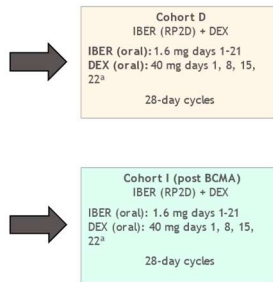 Cohort D
IBER (RP2D) + DEX
IBER (oral): 1.6 mg days 1-21
DEX (oral): 40 mg days 1, 8, 15,
22a
28-day cycles
Cohort I (post BCMA)
IBER (RP2D) + DEX
IBER (oral): 1.6 mg days 1-21
DEX (oral): 40 mg days 1, 8, 15,
22a
28-day cycles